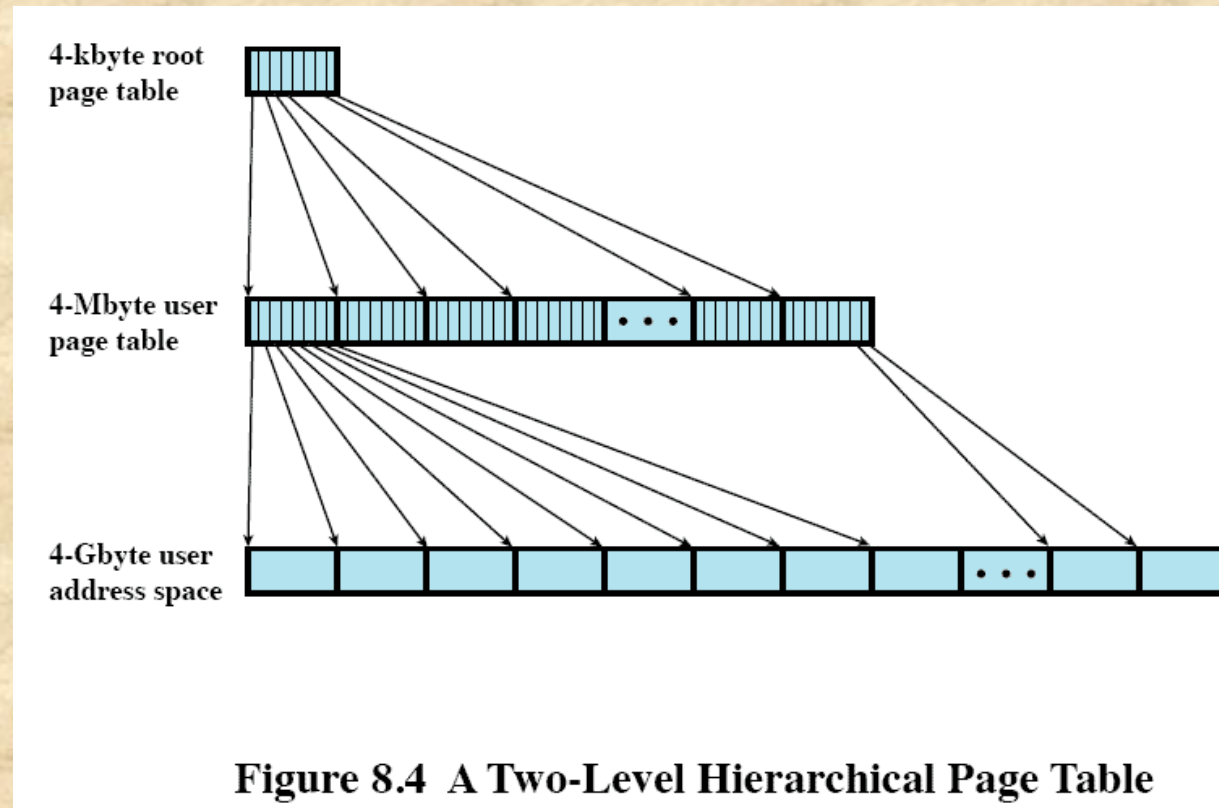 4-kbyte root
page table
4-Mbyte user
page table
• • •
4-Gbyte user
address space
• • •
Figure 8.4 A Two-Level Hierarchical Page Table